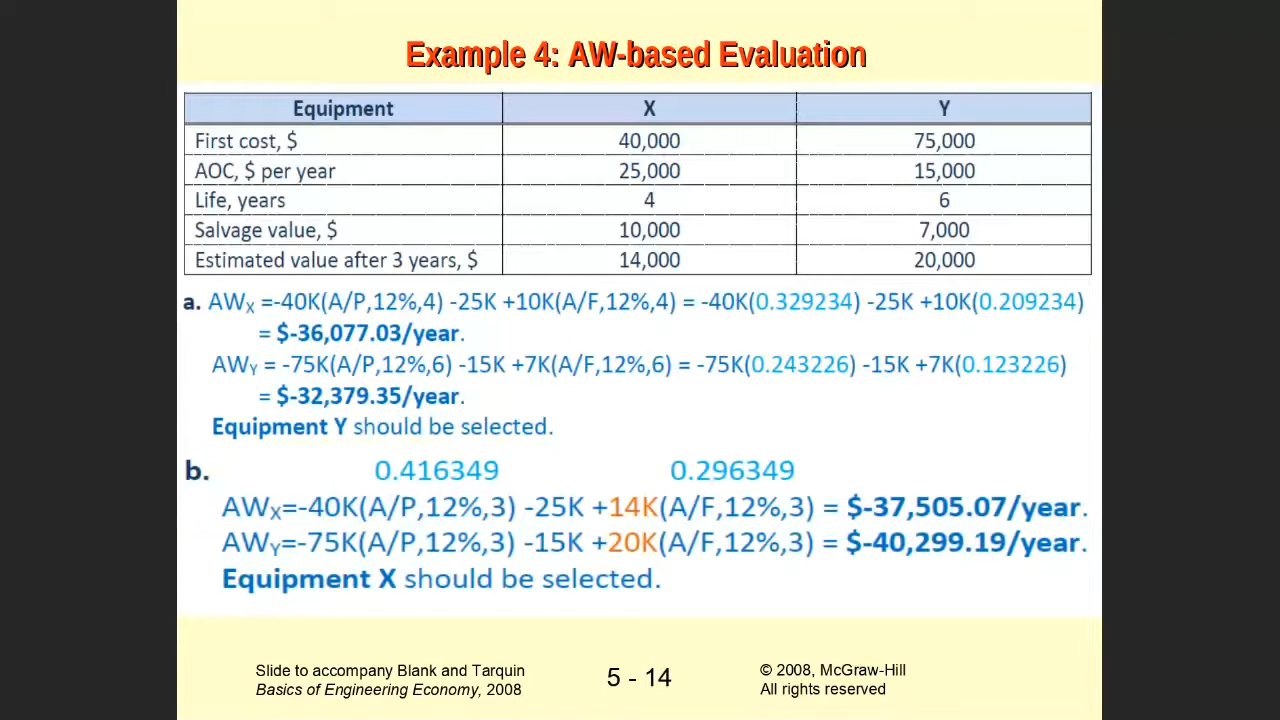 Example 4: AW-based Evaluation
Equipment X Y
First cost, $ 40,000 75,000
AOC, $ per year 25,000 15,000
Life, years 4 6
Salvage value, $ 10,000 7,000
Estimated value after 3 years, $ 14,000 20,000
a. AWX =-40K(A/P,12%,4) -25K +10K(A/F,12%,4) = -40K(0.329234) -25K +10K(0.209234)
= $-36,077.03/year.
AWY = -75K(A/P,12%,6) -15K +7K(A/F,12%,6) = -75K(0.243226) -15K +7K(0.123226)
= $-32,379.35/year.
Equipment Y should be selected.
b. 0.416349 0.296349
AWX=-40K(A/P,12%,3) -25K +14K(A/F,12%,3) = $-37,505.07/year.
AWY=-75K(A/P,12%,3) -15K +20K(A/F,12%,3) = $-40,299.19/year.
Equipment X should be selected.
Slide to accompany Blank and Tarquin
Basics of Engineering Economy, 2008
5 - 14
© 2008, McGraw-Hill
All rights reserved